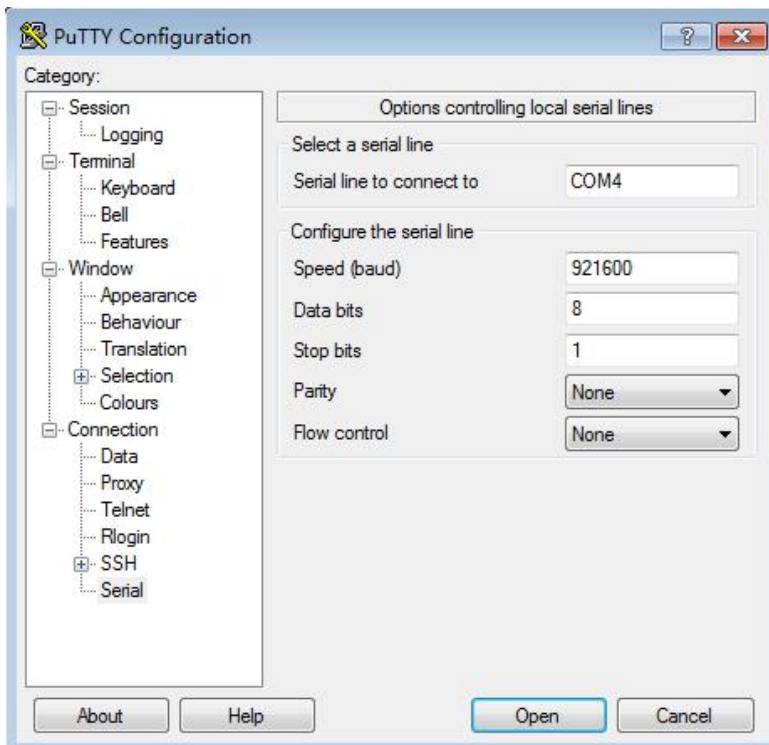 PuTTY Configuration
Category:
Session
Logging
Terminal
Keyboard
Bell
Features
Window
Appearance
Behaviour
Translation
Selection
Colours
Connection
Data
Proxy
Telnet
Rlogin
SSH
Serial
Options controlling local serial lines
Select a serial line
Serial line to connect to COM4
Configure the serial line
Speed (baud) 921600
Data bits 8
Stop bits 1
Parity None
Flow control None
About Help Open Cancel